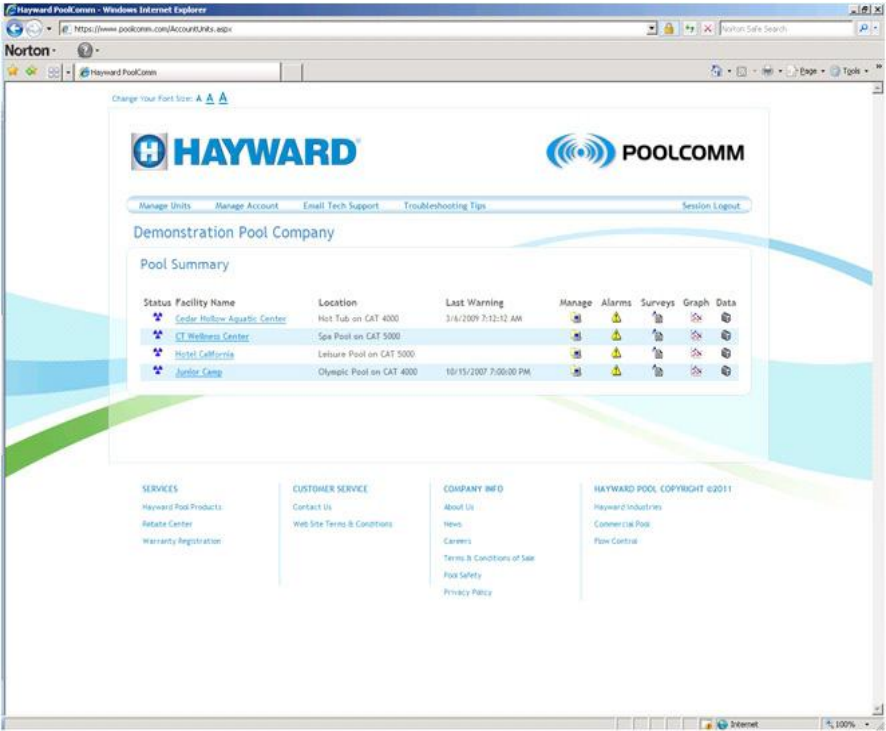 Hayward PoolComm - Windows Internet Explorer
https://www.poolcomm.com/AccountUnits.aspx
Norton Safe Search
Norton
Hayward PoolComm
Page Tools
Change Your Font Size: A A A
HAYWARD
POOLCOMM
Manage Units Manage Account Email Tech Support Troubleshooting Tips Session Logout
Demonstration Pool Company
Pool Summary
Status Facility Name Location Last Warning Manage Alarms Surveys Graph Data
Cedar Hollow Aquatic Center Hot Tub on CAT 4000 3/6/2009 7:12:12 AM
CT Wellness Center Spa Pool on CAT 5000
Hotel California Leisure Pool on CAT 5000
Junior Camp Olympic Pool on CAT 4000 10/15/2007 7:00:00 PM
SERVICES
Hayward Pool Products
Rebate Center
Warranty Registration
CUSTOMER SERVICE
Contact Us
Web Site Terms & Conditions
COMPANY INFO
About Us
News
Careers
Terms & Conditions of Sale
Pool Safety
Privacy Policy
HAYWARD POOL COPYRIGHT ©2011
Hayward Industries
Commercial Pool
Flow Control
Internet
100%